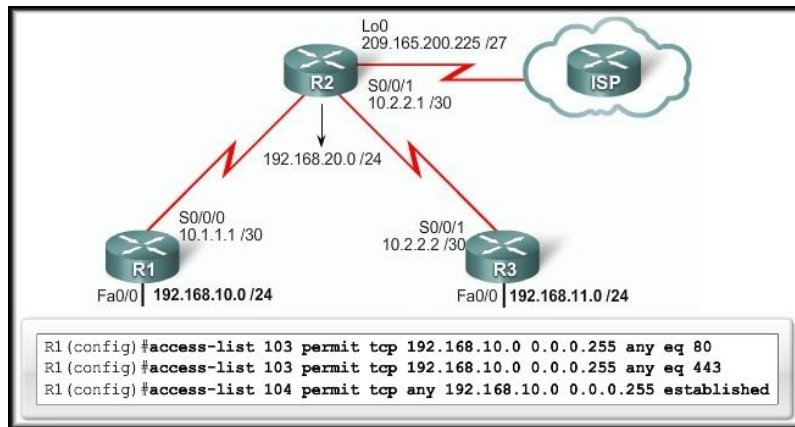 Lo0
209.165.200.225 /27
R2
ISP
S0/0/1
10.2.2.1 /30
192.168.20.0 /24
S0/0/0
10.1.1.1 /30
S0/0/1
10.2.2.2 /30
R1
R3
Fa0/0 192.168.10.0 /24
Fa0/0 192.168.11.0 /24
R1(config)#access-list 103 permit tcp 192.168.10.0 0.0.0.255 any eq 80
R1(config)#access-list 103 permit tcp 192.168.10.0 0.0.0.255 any eq 443
R1(config)#access-list 104 permit tcp any 192.168.10.0 0.0.0.255 established